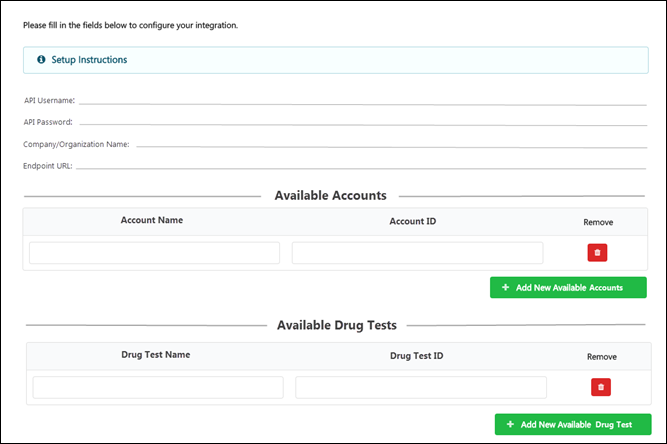 Please fill in the fields below to configure your integration.
Setup Instructions
API Username:
API Password:
Company/Organization Name:
Endpoint URL:
Available Accounts
Account Name Account ID Remove
+ Add New Available Accounts
Available Drug Tests
Drug Test Name Drug Test ID Remove
+ Add New Available Drug Test